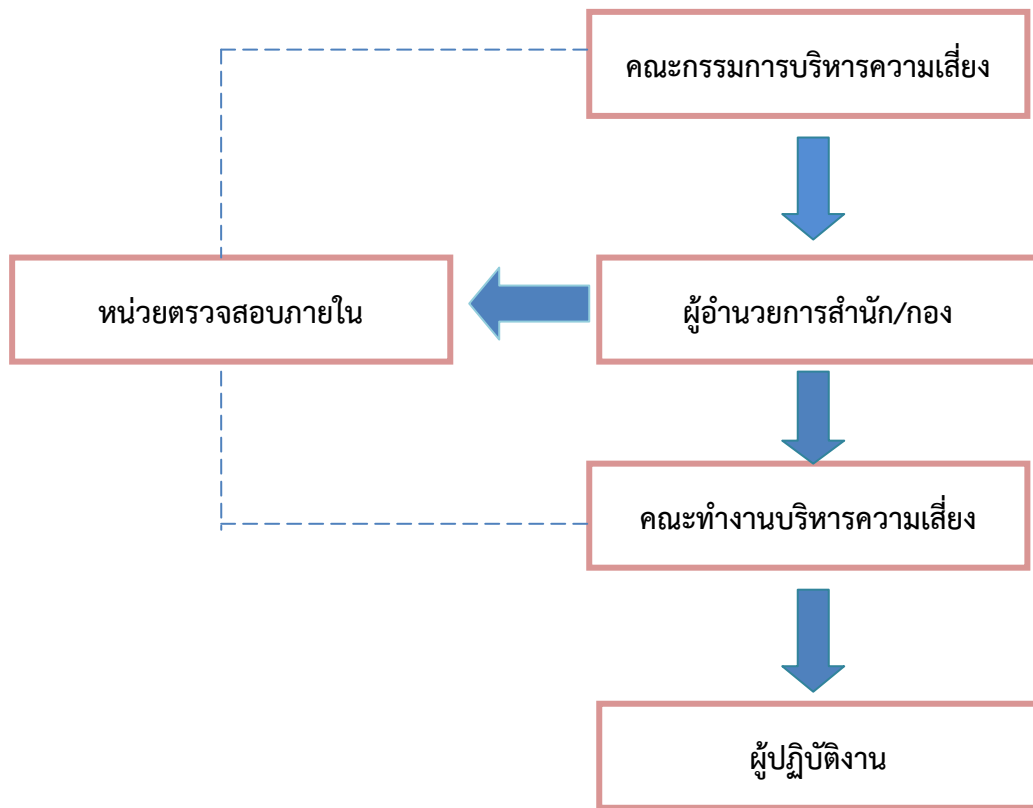 คณะกรรมการบริหารความเสี่ยง
หน่วยตรวจสอบภายใน
ผู้อำนวยการสำนัก/กอง
คณะทำงานบริหารความเสี่ยง
ผู้ปฏิบัติงาน